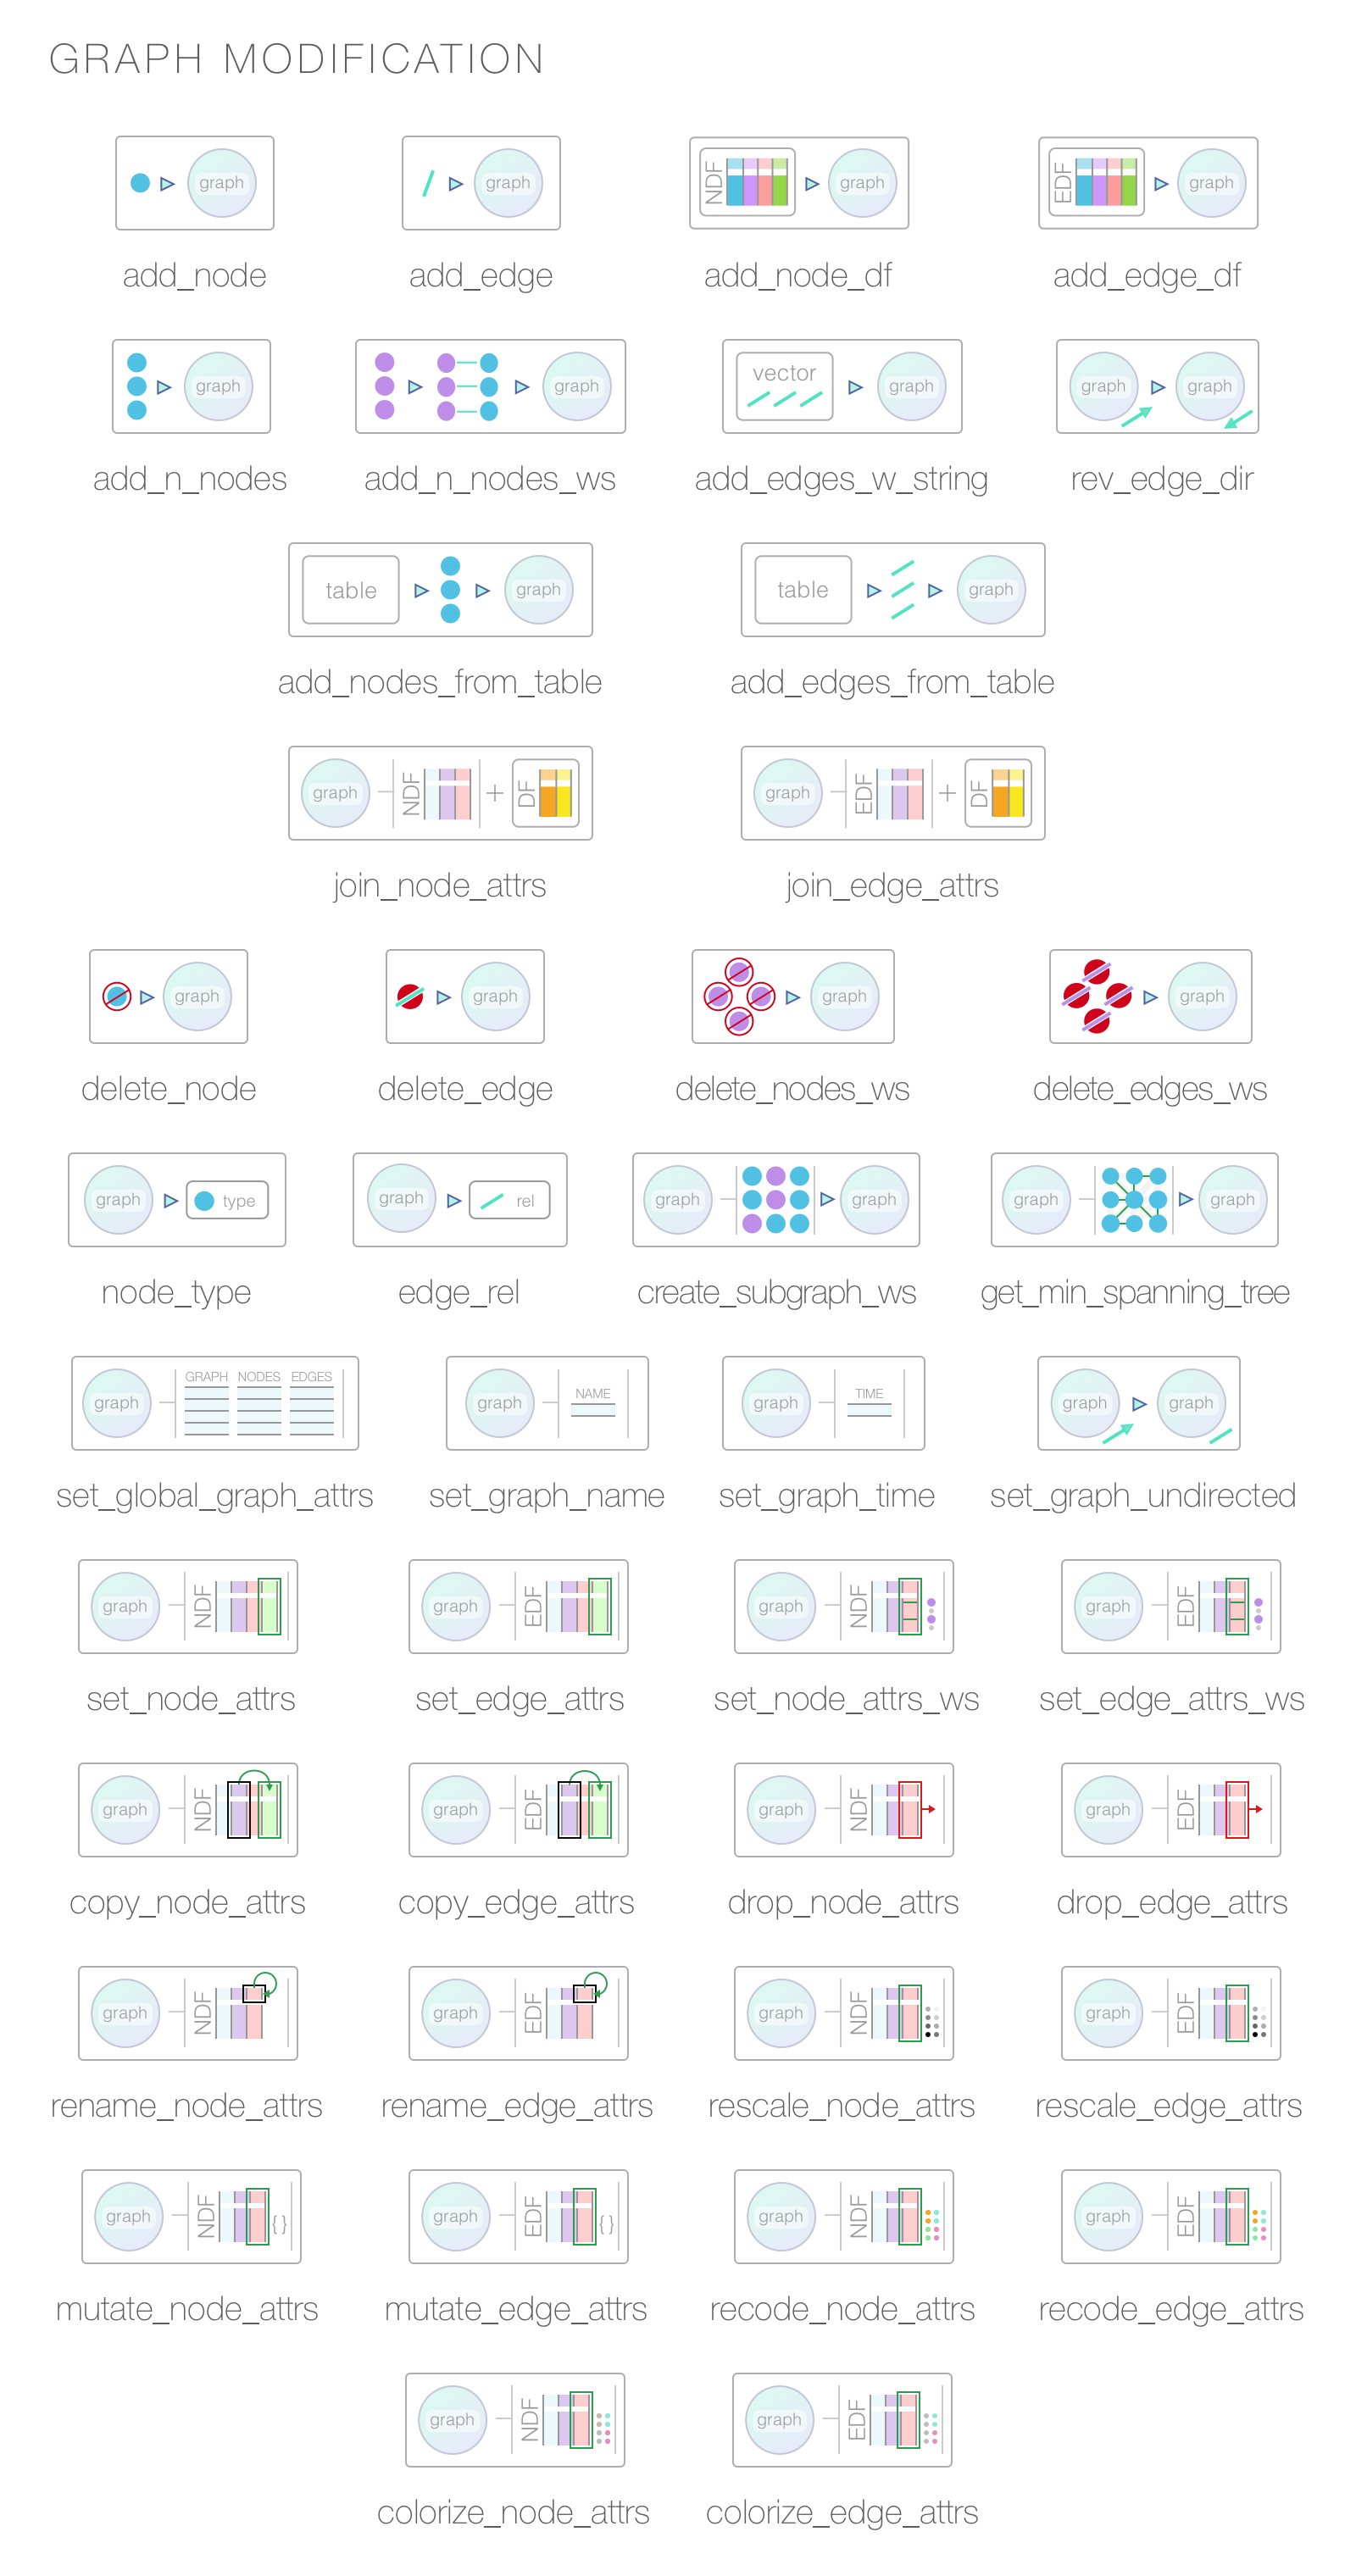 GRAPH MODIFICATION
graph graph NDF graph EDF graph
add_node add_edge add_node_df add_edge_df
graph graph vector graph graph graph
add_n_nodes add_n_nodes_ws add_edges_w_string rev_edge_dir
table graph table graph
add_nodes_from_table add_edges_from_table
graph NDF + DF graph EDF + DF
join_node_attrs join_edge_attrs
graph graph graph graph
delete_node delete_edge delete_nodes_ws delete_edges_ws
graph type graph rel graph graph graph graph
node_type edge_rel create_subgraph_ws get_min_spanning_tree
graph GRAPH NODES EDGES graph NAME graph TIME graph graph
set_global_graph_attrs set_graph_name set_graph_time set_graph_undirected
graph NDF graph EDF graph NDF graph EDF
set_node_attrs set_edge_attrs set_node_attrs_ws set_edge_attrs_ws
graph NDF graph EDF graph NDF graph EDF
copy_node_attrs copy_edge_attrs drop_node_attrs drop_edge_attrs
graph NDF graph EDF graph NDF graph EDF
rename_node_attrs rename_edge_attrs rescale_node_attrs rescale_edge_attrs
graph NDF {} graph EDF {} graph NDF graph EDF
mutate_node_attrs mutate_edge_attrs recode_node_attrs recode_edge_attrs
graph NDF graph EDF
colorize_node_attrs colorize_edge_attrs